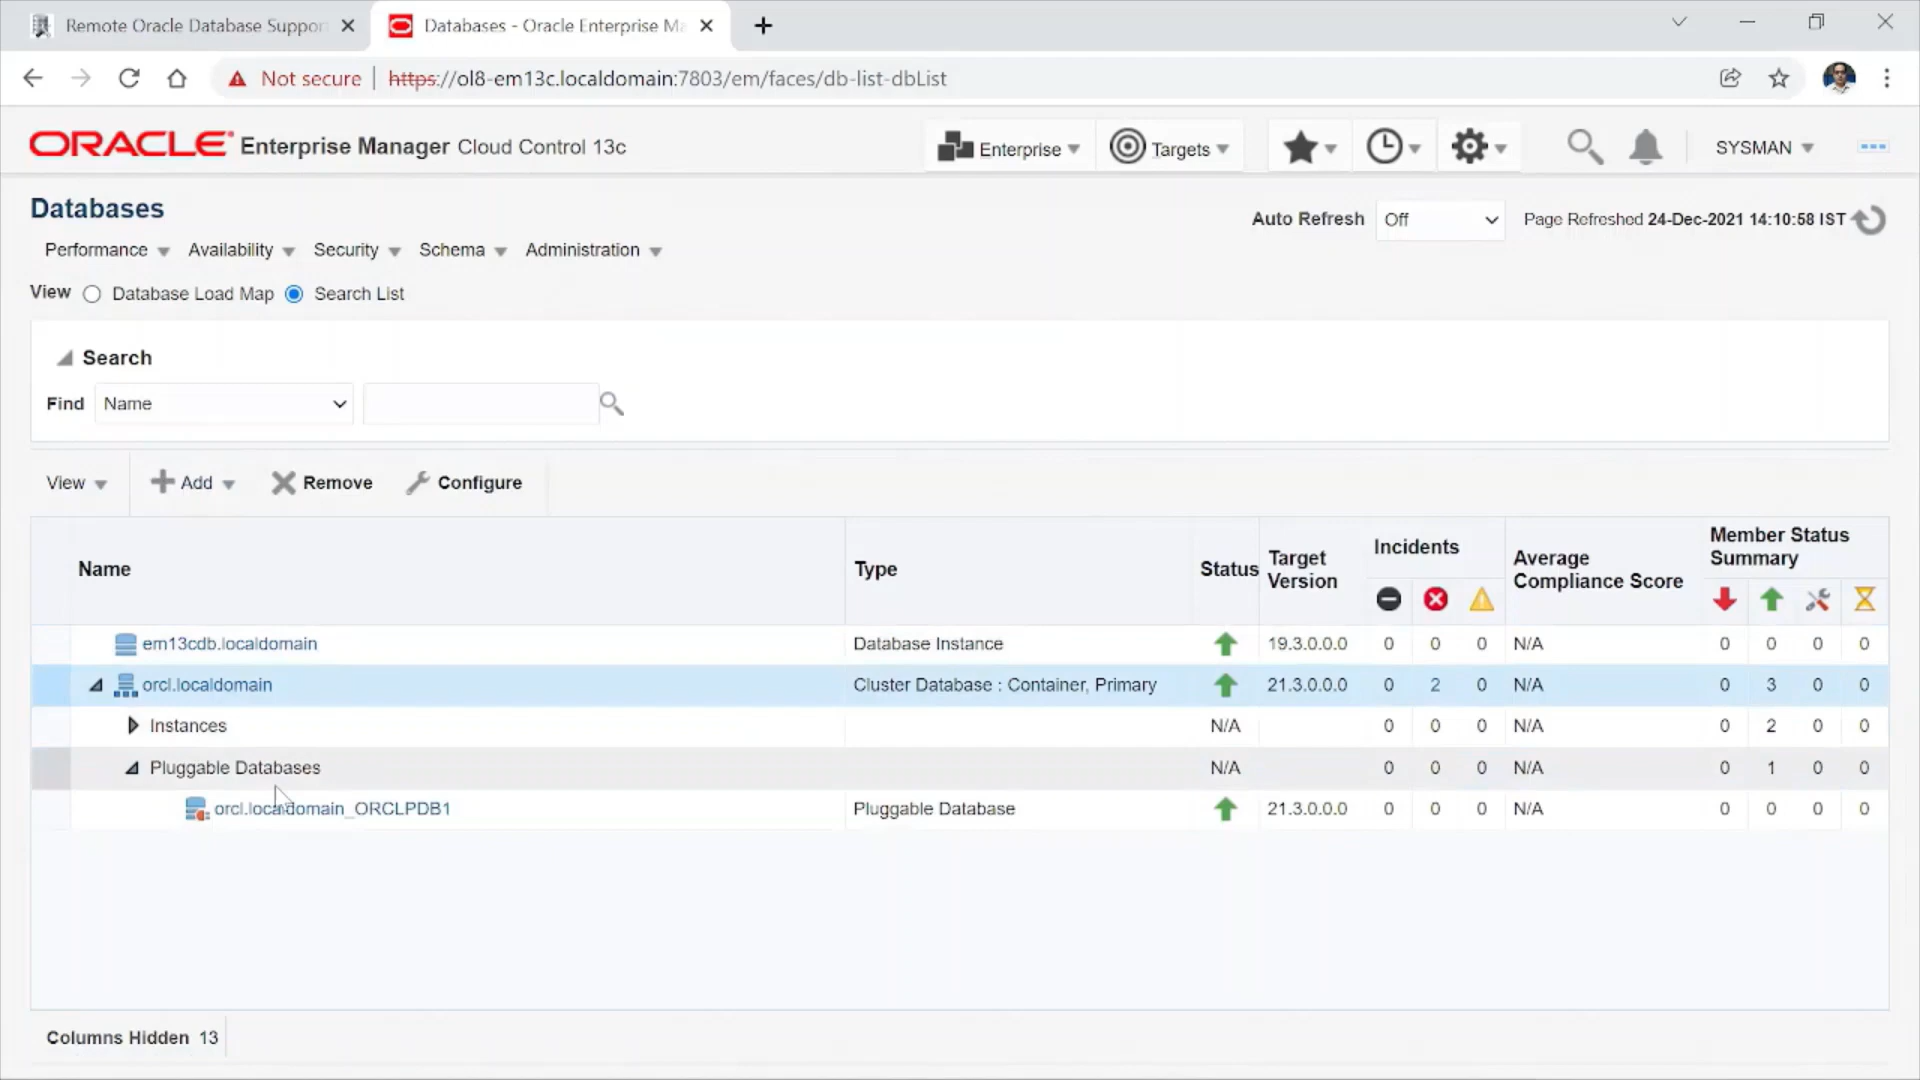 Remote Oracle Database Suppor
Databases - Oracle Enterprise Ma
Not secure https://ol8-em13c.localdomain:7803/em/faces/db-list-dbList
ORACLE Enterprise Manager Cloud Control 13c
Enterprise Targets SYSMAN
Databases
Auto Refresh Off Page Refreshed 24-Dec-2021 14:10:58 IST
Performance Availability Security Schema Administration
View Database Load Map Search List
Search
Find Name
View Add Remove Configure
Name Type Status Target Version Incidents Average Compliance Score Member Status Summary
em13cdb.localdomain Database Instance 19.3.0.0.0 0 0 0 N/A 0 0 0 0
orcl.localdomain Cluster Database : Container, Primary 21.3.0.0.0 0 2 0 N/A 0 3 0 0
Instances N/A 0 0 0 N/A 0 2 0 0
Pluggable Databases N/A 0 0 0 N/A 0 1 0 0
orcl.localdomain_ORCLPDB1 Pluggable Database 21.3.0.0.0 0 0 0 N/A 0 0 0 0
Columns Hidden 13